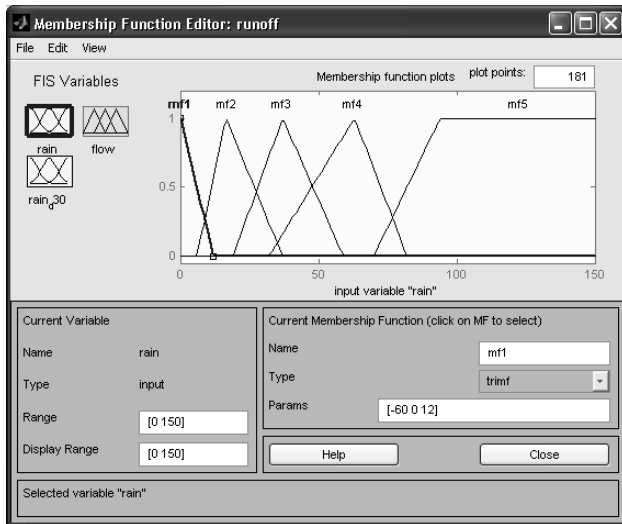 Membership Function Editor: runoff
File Edit View
FIS Variables
Membership function plots plot points: 181
mf1 mf2 mf3 mf4 mf5
rain flow
rain_d30
1
0.5
0
0 50 100 150
input variable "rain"
Current Variable
Name rain
Type input
Range [0 150]
Display Range [0 150]
Current Membership Function (click on MF to select)
Name mf1
Type trimf
Params [-60 0 12]
Help Close
Selected variable "rain"